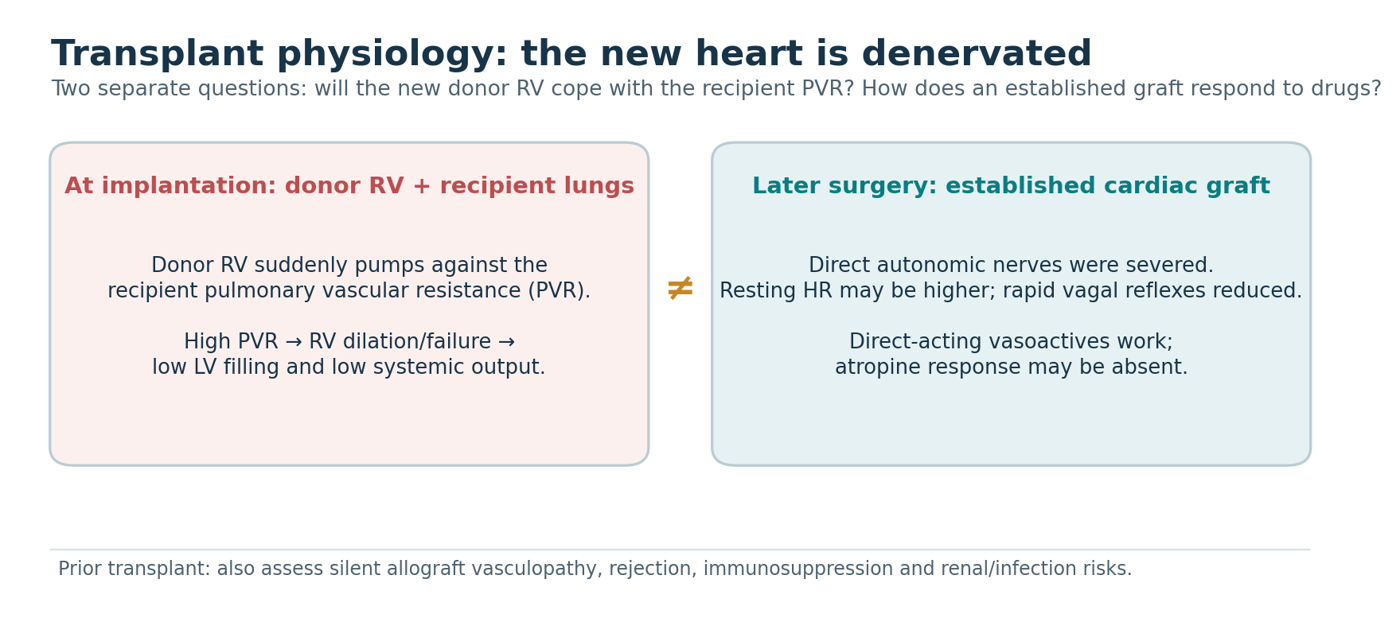 Transplant physiology: the new heart is denervated
Two separate questions: will the new donor RV cope with the recipient PVR? How does an established graft respond to drugs?
At implantation: donor RV + recipient lungs
Donor RV suddenly pumps against the
recipient pulmonary vascular resistance (PVR).
High PVR → RV dilation/failure →
low LV filling and low systemic output.
≠
Later surgery: established cardiac graft
Direct autonomic nerves were severed.
Resting HR may be higher; rapid vagal reflexes reduced.
Direct-acting vasoactives work;
atropine response may be absent.
Prior transplant: also assess silent allograft vasculopathy, rejection, immunosuppression and renal/infection risks.